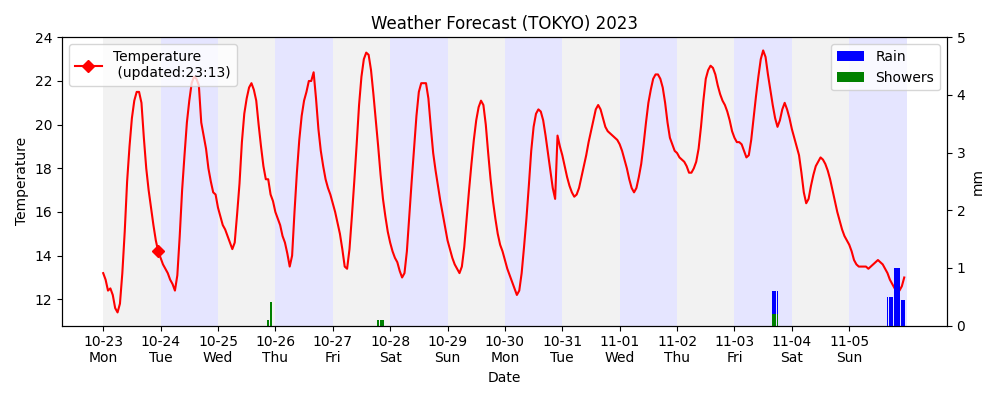 Weather Forecast (TOKYO) 2023
Temperature
(updated:23:13)
Rain
Showers
24
22
20
18
16
14
12
Temperature
5
4
3
2
1
0
mm
10-23 10-24 10-25 10-26 10-27 10-28 10-29 10-30 10-31 11-01 11-02 11-03 11-04 11-05
Mon Tue Wed Thu Fri Sat Sun Mon Tue Wed Thu Fri Sat Sun
Date